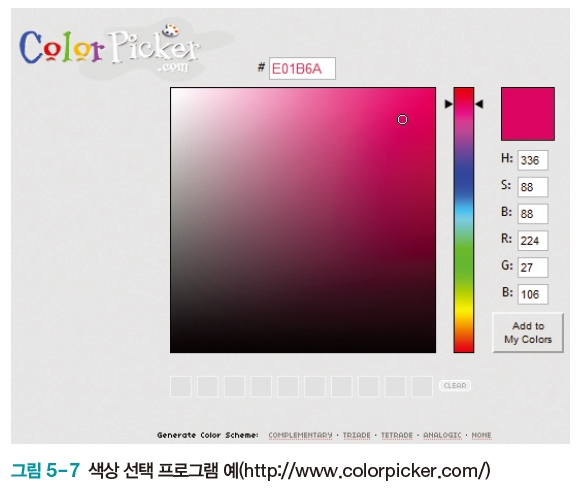 Color Picker
.com
# E01B6A
H: 336
S: 88
B: 88
R: 224
G: 27
B: 106
Add to
My Colors
CLEAR
Generate Color Scheme: COMPLEMENTARY · TRIADE · TETRADE · ANALOGIC · NONE
그림 5-7 색상 선택 프로그램 예(http://www.colorpicker.com/)